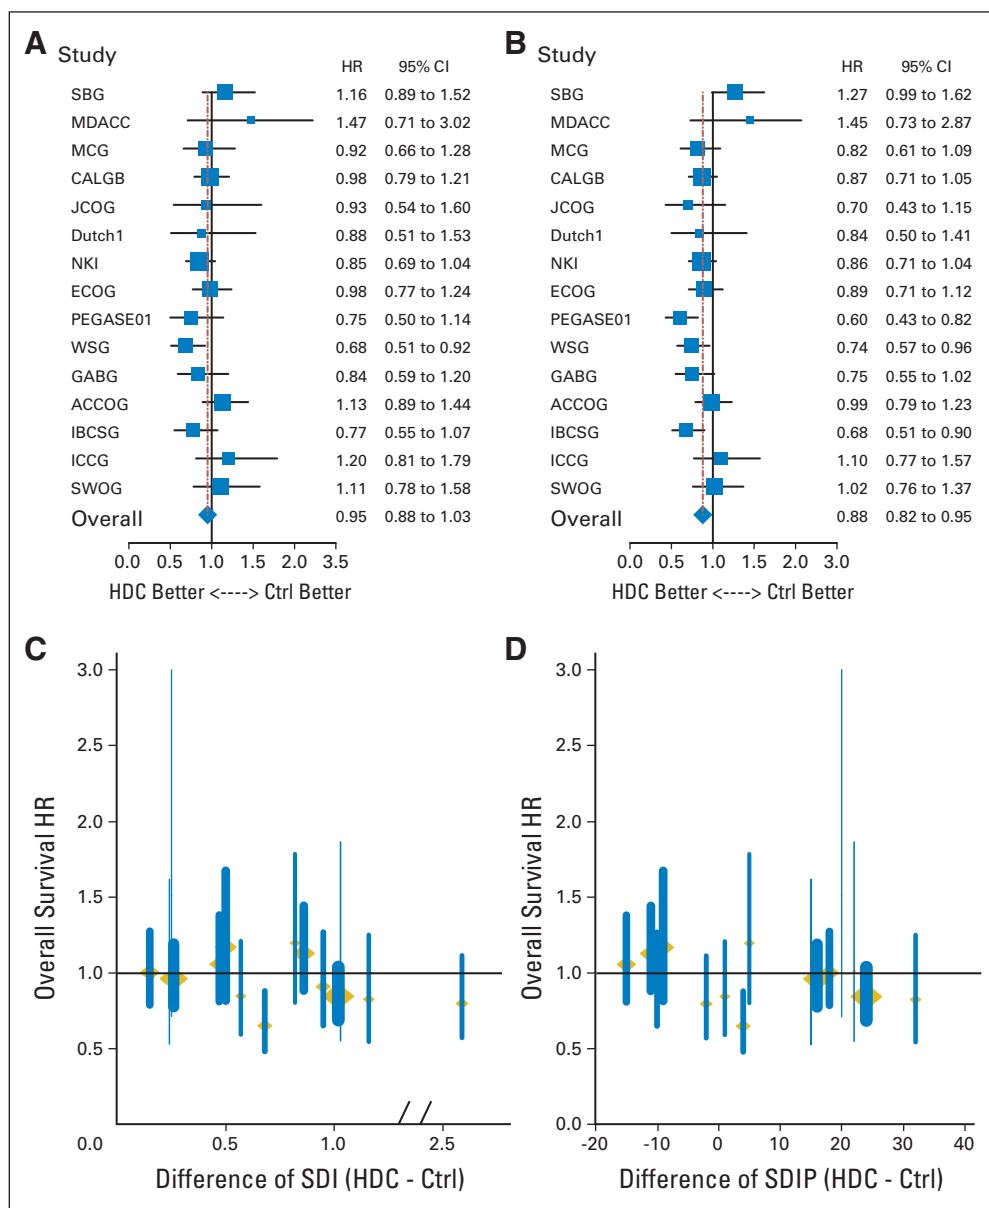 A
Study
HR 95% CI
SBG 1.16 0.89 to 1.52
MDACC 1.47 0.71 to 3.02
MCG 0.92 0.66 to 1.28
CALGB 0.98 0.79 to 1.21
JCOG 0.93 0.54 to 1.60
Dutch1 0.88 0.51 to 1.53
NKI 0.85 0.69 to 1.04
ECOG 0.98 0.77 to 1.24
PEGASE01 0.75 0.50 to 1.14
WSG 0.68 0.51 to 0.92
GABG 0.84 0.59 to 1.20
ACCOG 1.13 0.89 to 1.44
IBCSG 0.77 0.55 to 1.07
ICCG 1.20 0.81 to 1.79
SWOG 1.11 0.78 to 1.58
Overall 0.95 0.88 to 1.03
0.0 0.5 1.0 1.5 2.0 2.5 3.5
HDC Better <----> Ctrl Better
B
Study
HR 95% CI
SBG 1.27 0.99 to 1.62
MDACC 1.45 0.73 to 2.87
MCG 0.82 0.61 to 1.09
CALGB 0.87 0.71 to 1.05
JCOG 0.70 0.43 to 1.15
Dutch1 0.84 0.50 to 1.41
NKI 0.86 0.71 to 1.04
ECOG 0.89 0.71 to 1.12
PEGASE01 0.60 0.43 to 0.82
WSG 0.74 0.57 to 0.96
GABG 0.75 0.55 to 1.02
ACCOG 0.99 0.79 to 1.23
IBCSG 0.68 0.51 to 0.90
ICCG 1.10 0.77 to 1.57
SWOG 1.02 0.76 to 1.37
Overall 0.88 0.82 to 0.95
0.0 0.5 1.0 1.5 2.0 3.0
HDC Better <----> Ctrl Better
C
Overall Survival HR
3.0
2.5
2.0
1.5
1.0
0.5
0.0 0.5 1.0 2.5
Difference of SDI (HDC - Ctrl)
D
Overall Survival HR
3.0
2.5
2.0
1.5
1.0
0.5
0.0
-20 -10 0 10 20 30 40
Difference of SDIP (HDC - Ctrl)